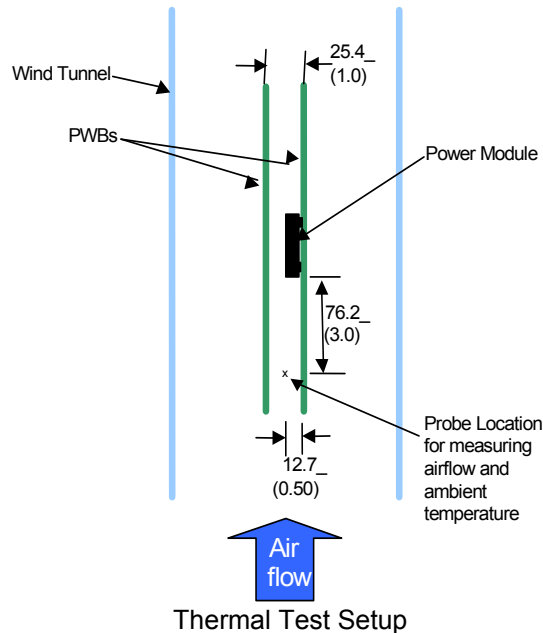 25.4_
(1.0)
Wind Tunnel
PWBs
Power Module
76.2_
(3.0)
x
Probe Location
for measuring
airflow and
ambient
temperature
12.7_
(0.50)
Air
flow
Thermal Test Setup